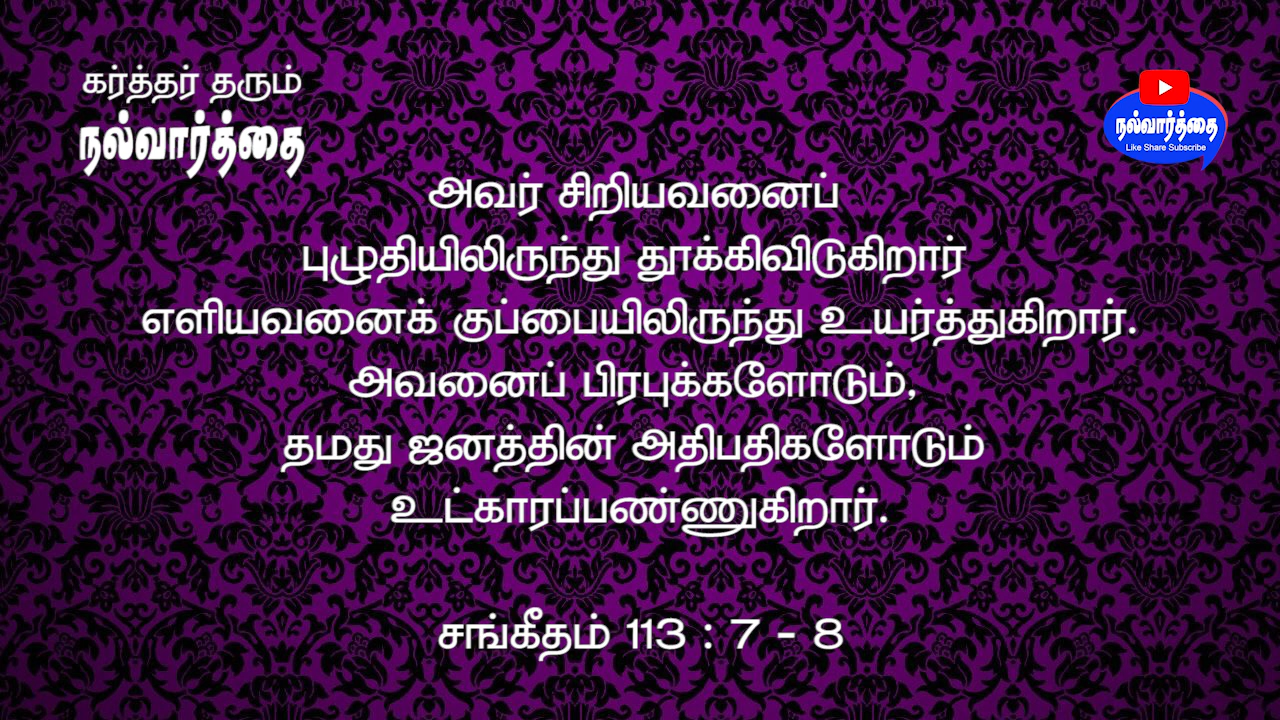 கர்த்தர் தரும்
நல்வார்த்தை
நல்வார்த்தை
Like Share Subscribe
அவர் சிறியவனைப்
புழுதியிலிருந்து தூக்கிவிடுகிறார்
எளியவனைக் குப்பையிலிருந்து உயர்த்துகிறார்.
அவனைப் பிரபுக்களோடும்,
தமது ஜனத்தின் அதிபதிகளோடும்
உட்காரப்பண்ணுகிறார்.
சங்கீதம் 113 : 7 - 8